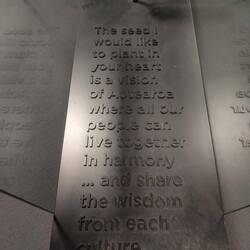 The seed I
would like
to plant in
your heart
is a vision
of Aotearoa
where all our
people can
live together
in harmony
... and share
the wisdom
from each
culture